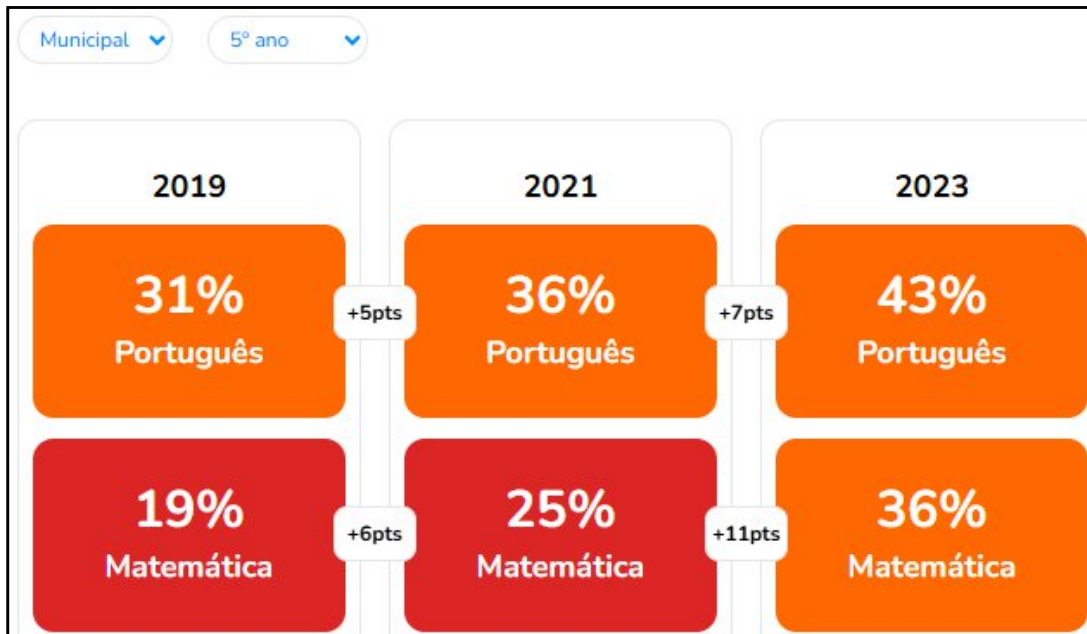 Municipal
5º ano
2019
2021
2023
31%
Português
+5pts
36%
Português
+7pts
43%
Português
19%
Matemática
+6pts
25%
Matemática
+11pts
36%
Matemática